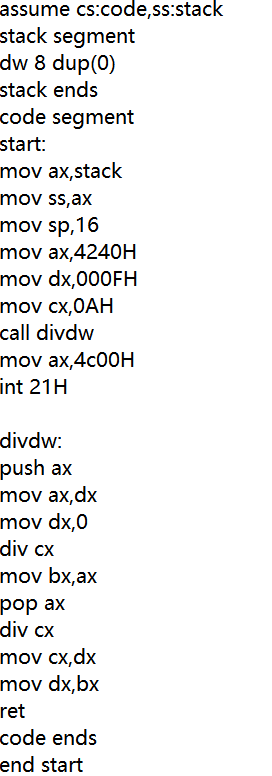 assume cs:code,ss:stack
stack segment
dw 8 dup(0)
stack ends
code segment
start:
mov ax,stack
mov ss,ax
mov sp,16
mov ax,4240H
mov dx,000FH
mov cx,0AH
call divdw
mov ax,4c00H
int 21H

divdw:
push ax
mov ax,dx
mov dx,0
div cx
mov bx,ax
pop ax
div cx
mov cx,dx
mov dx,bx
ret
code ends
end start